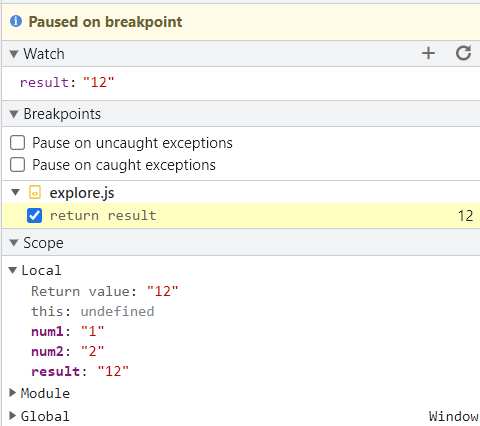 Paused on breakpoint
Watch
result: "12"
Breakpoints
Pause on uncaught exceptions
Pause on caught exceptions
explore.js
return result 12
Scope
Local
Return value: "12"
this: undefined
num1: "1"
num2: "2"
result: "12"
Module
Global Window